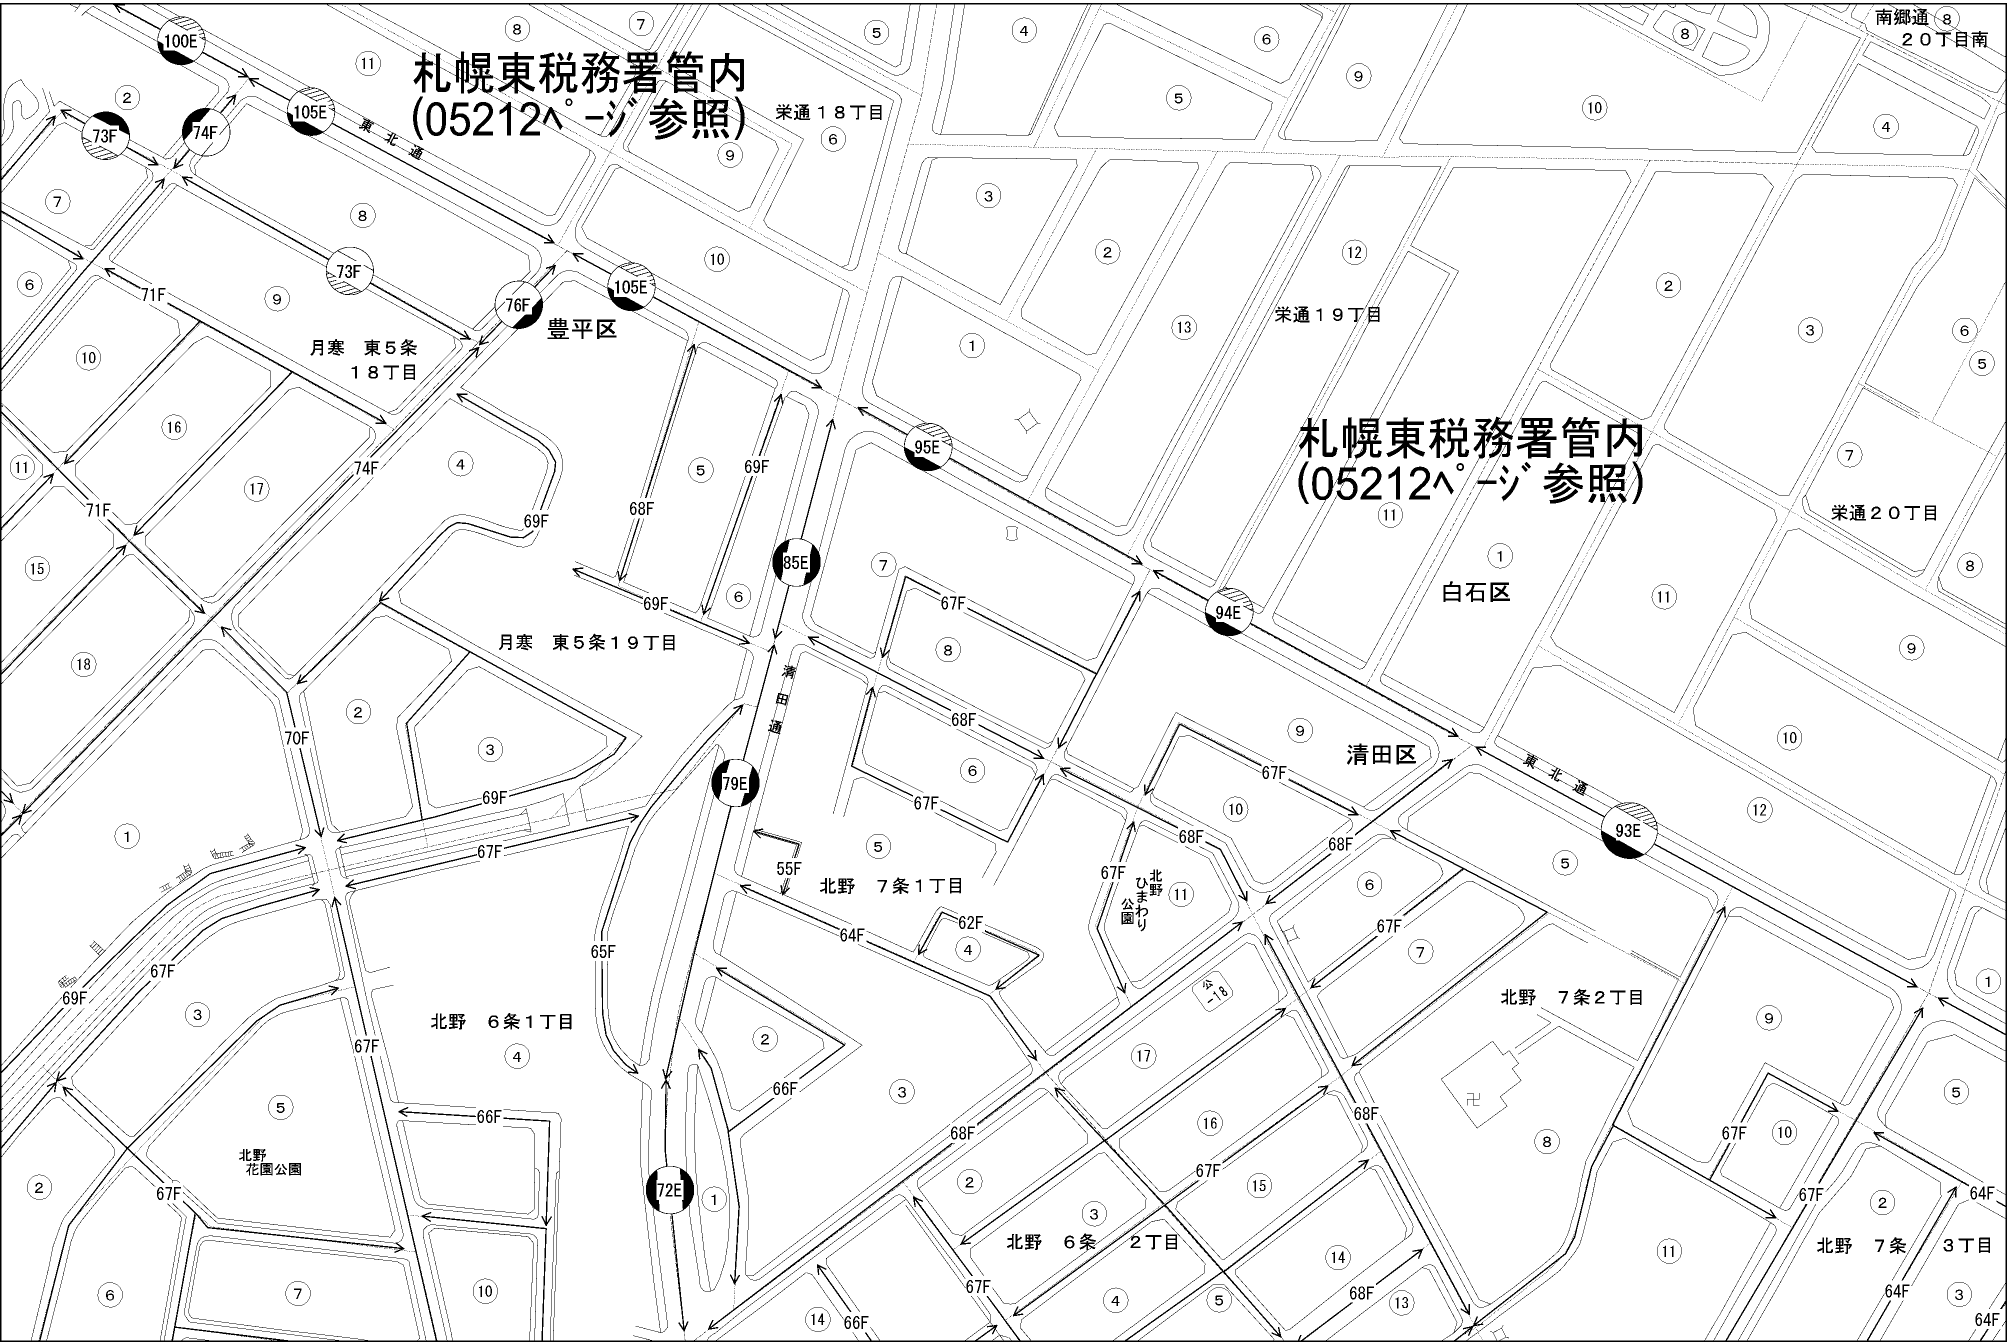 南郷通 8
２０丁目南
100E
105E
札幌東税務署管内
(05212ﾍﾟｰｼﾞ参照)
東北通
73F
74F
栄通１８丁目
73F
71F
76F
105E
豊平区
月寒　東５条
１８丁目
栄通１９丁目
95E
札幌東税務署管内
(05212ﾍﾟｰｼﾞ参照)
栄通２０丁目
74F
69F
68F
71F
69F
85E
69F
67F
94E
白石区
月寒　東５条１９丁目
清田通
68F
70F
清田区
東北通
79E
67F
67F
69F
93E
68F
68F
67F
55F
67F
北野　７条１丁目
北野
ひまわり
公園
62F
64F
67F
65F
67F
69F
公
-18
北野　７条２丁目
北野　６条１丁目
67F
66F
66F
68F
68F
67F
北野
花園公園
67F
72E
67F
67F
64F
北野　６条　２丁目
北野　７条　３丁目
67F
68F
64F
66F
64F